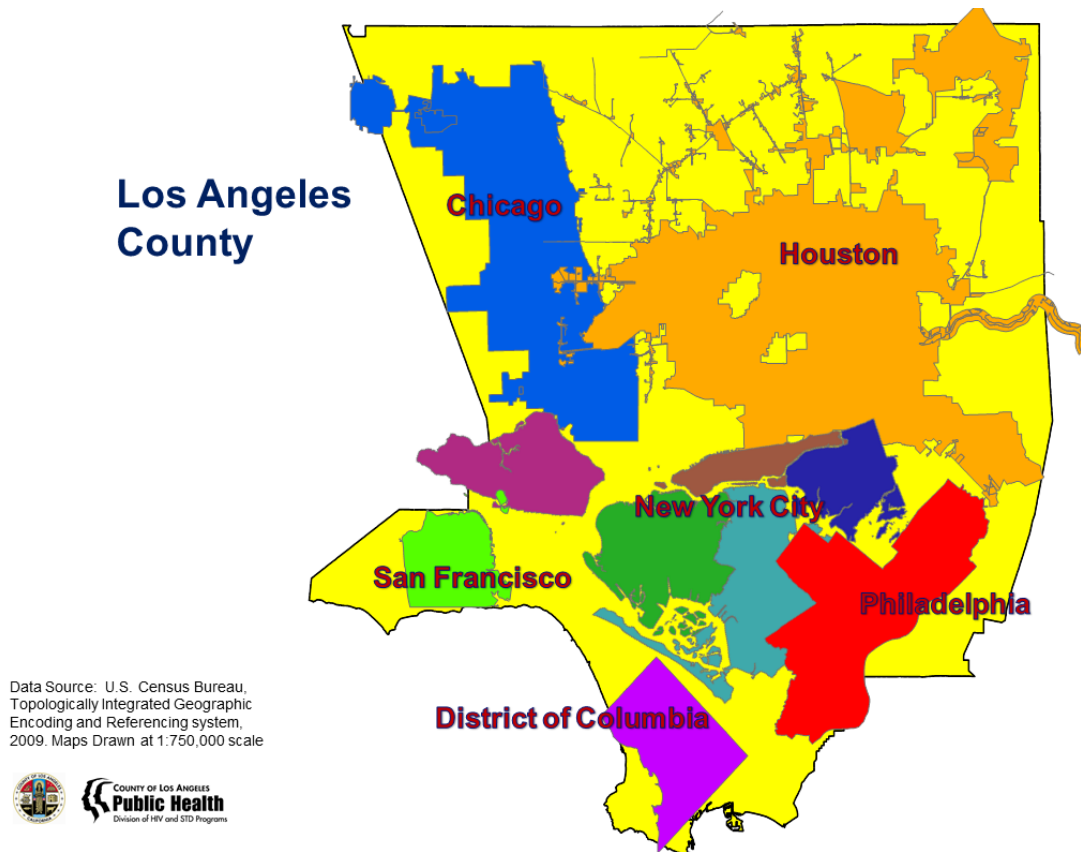 Los Angeles
County
Chicago
Houston
New York City
San Francisco
Philadelphia
District of Columbia
Data Source:  U.S. Census Bureau,
Topologically Integrated Geographic
Encoding and Referencing system,
2009. Maps Drawn at 1:750,000 scale
COUNTY OF LOS ANGELES
Public Health
Division of HIV and STD Programs